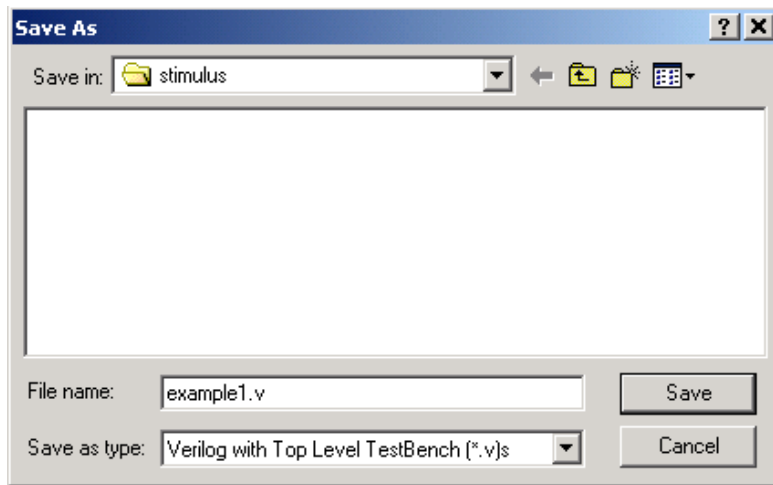 Save As
Save in: stimulus
File name: example1.v Save
Save as type: Verilog with Top Level TestBench (*.v)s Cancel